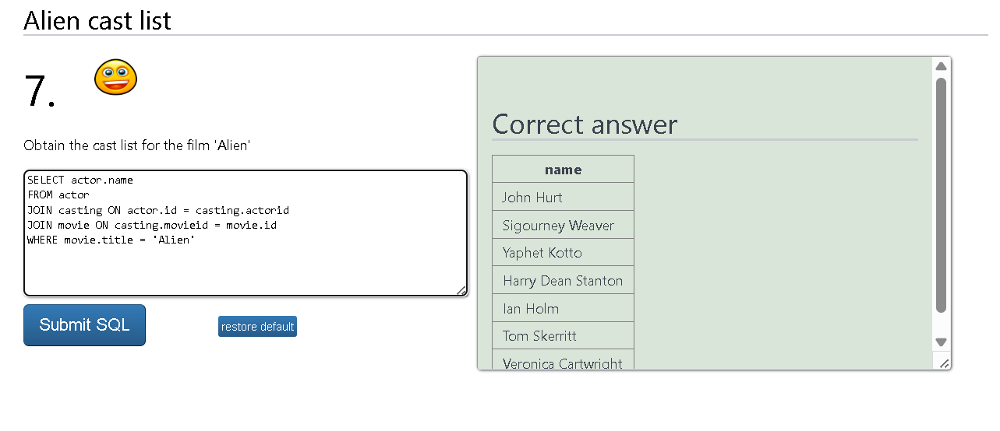 Alien cast list
7.
Obtain the cast list for the film 'Alien'
SELECT actor.name
FROM actor
JOIN casting ON actor.id = casting.actorid
JOIN movie ON casting.movieid = movie.id
WHERE movie.title = 'Alien'
Submit SQL
restore default
Correct answer
name
John Hurt
Sigourney Weaver
Yaphet Kotto
Harry Dean Stanton
Ian Holm
Tom Skerritt
Veronica Cartwright